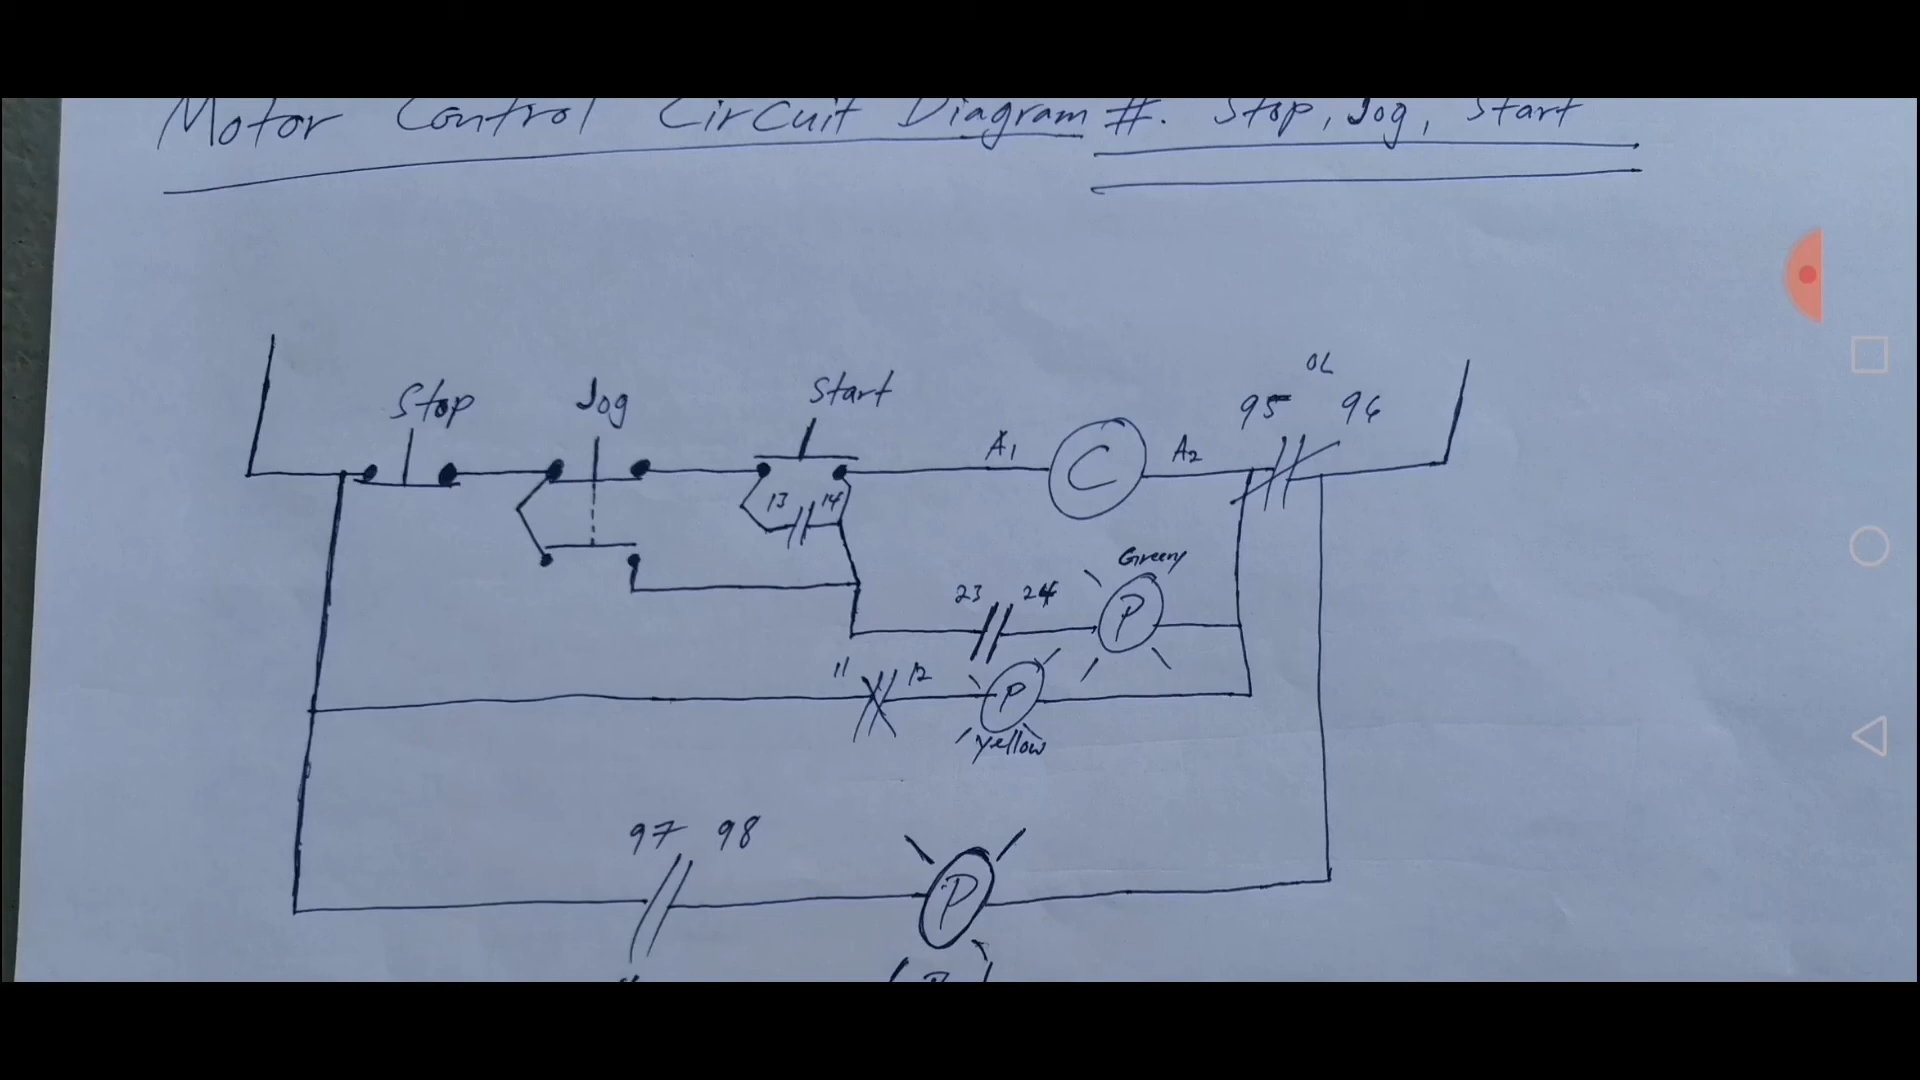 Motor Control Circuit Diagram #. Stop, Jog, Start
OL
Stop Jog Start 95 96
A1 C A2
13 14
Green
23 24 P
11 12 P
yellow
97 98
P